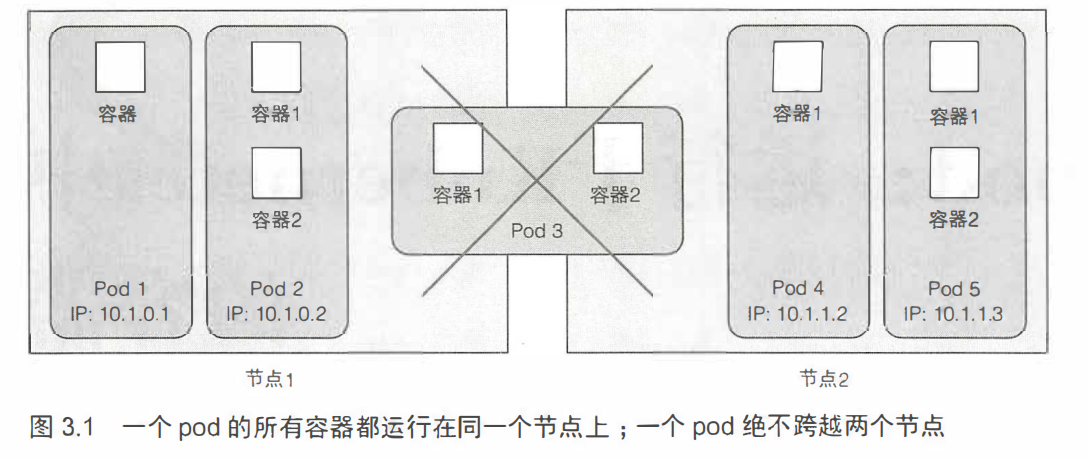 容器
容器1
容器2
Pod 1
IP: 10.1.0.1
Pod 2
IP: 10.1.0.2
容器1
容器2
Pod 3
容器1
Pod 4
IP: 10.1.1.2
容器1
容器2
Pod 5
IP: 10.1.1.3
节点1
节点2
图 3.1 一个 pod 的所有容器都运行在同一个节点上；一个 pod 绝不跨越两个节点